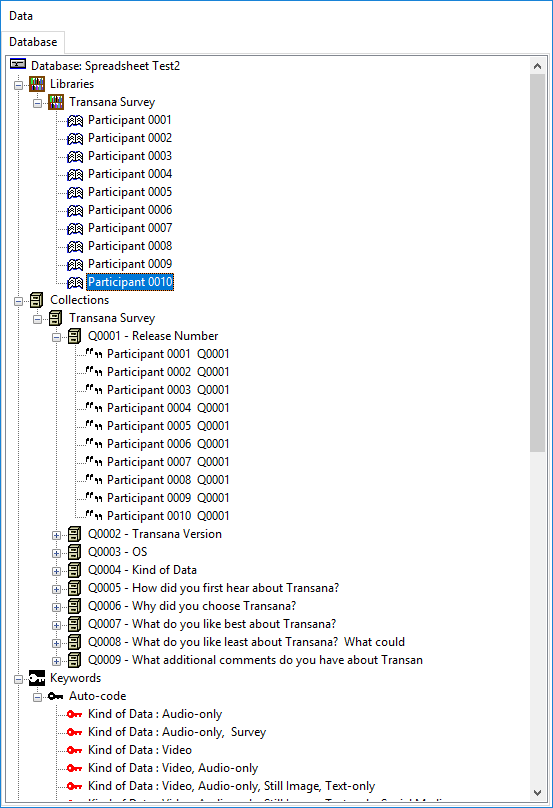 Data
Database
Database: Spreadsheet Test2
Libraries
Transana Survey
Participant 0001
Participant 0002
Participant 0003
Participant 0004
Participant 0005
Participant 0006
Participant 0007
Participant 0008
Participant 0009
Participant 0010
Collections
Transana Survey
Q0001 - Release Number
Participant 0001 Q0001
Participant 0002 Q0001
Participant 0003 Q0001
Participant 0004 Q0001
Participant 0005 Q0001
Participant 0006 Q0001
Participant 0007 Q0001
Participant 0008 Q0001
Participant 0009 Q0001
Participant 0010 Q0001
Q0002 - Transana Version
Q0003 - OS
Q0004 - Kind of Data
Q0005 - How did you first hear about Transana?
Q0006 - Why did you choose Transana?
Q0007 - What do you like best about Transana?
Q0008 - What do you like least about Transana? What could
Q0009 - What additional comments do you have about Transan
Keywords
Auto-code
Kind of Data : Audio-only
Kind of Data : Audio-only, Survey
Kind of Data : Video
Kind of Data : Video, Audio-only
Kind of Data : Video, Audio-only, Still Image, Text-only